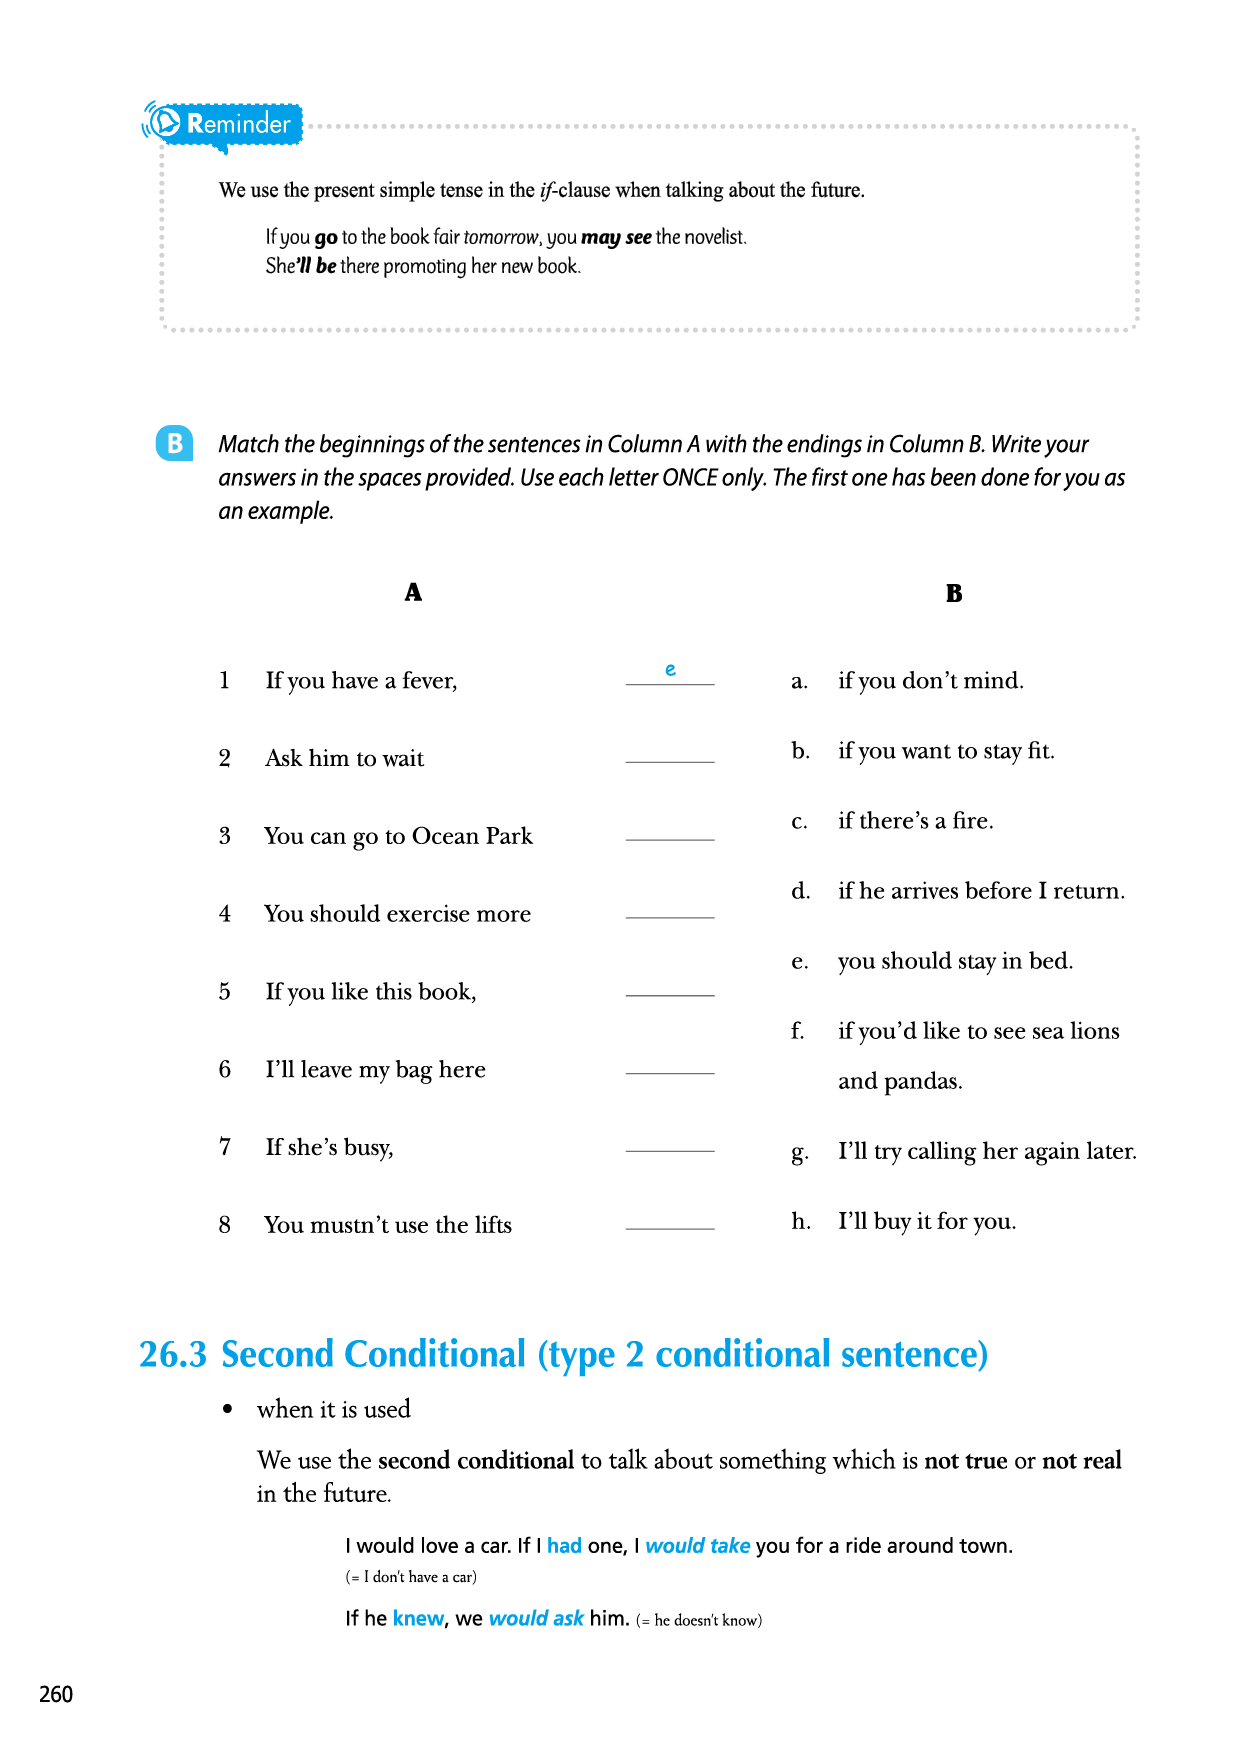 Reminder
We use the present simple tense in the if-clause when talking about the future.
If you go to the book fair tomorrow, you may see the novelist.
She'll be there promoting her new book.
B
Match the beginnings of the sentences in Column A with the endings in Column B. Write your
answers in the spaces provided. Use each letter ONCE only. The first one has been done for you as
an example.
A
B
1 If you have a fever, e
2 Ask him to wait
3 You can go to Ocean Park
4 You should exercise more
5 If you like this book,
6 I'll leave my bag here
7 If she's busy,
8 You mustn't use the lifts
a. if you don't mind.
b. if you want to stay fit.
c. if there's a fire.
d. if he arrives before I return.
e. you should stay in bed.
f. if you'd like to see sea lions
and pandas.
g. I'll try calling her again later.
h. I'll buy it for you.
26.3 Second Conditional (type 2 conditional sentence)
• when it is used
We use the second conditional to talk about something which is not true or not real
in the future.
I would love a car. If I had one, I would take you for a ride around town.
(= I don't have a car)
If he knew, we would ask him. (= he doesn't know)
260